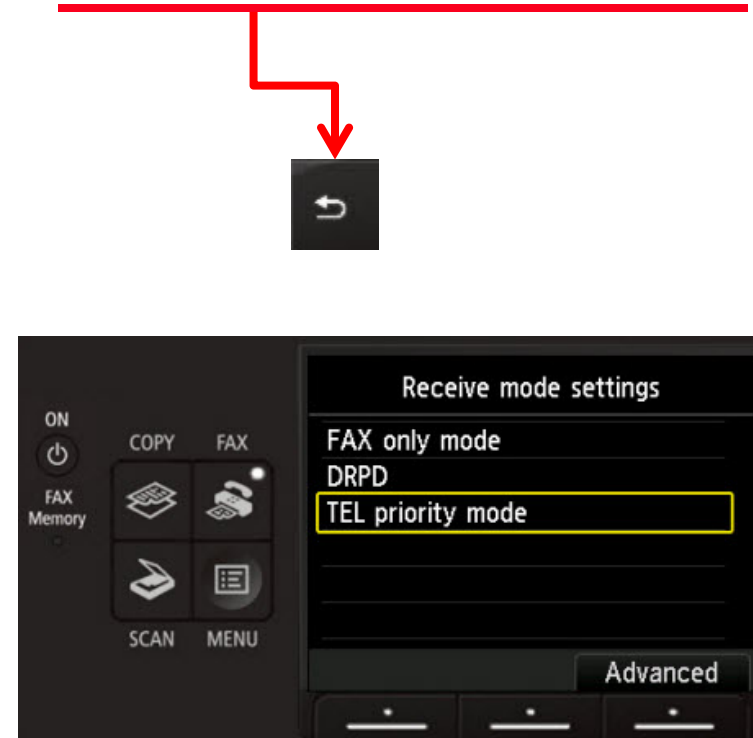 Receive mode settings
ON
COPY FAX
FAX only mode
DRPD
FAX
Memory
TEL priority mode
SCAN MENU
Advanced